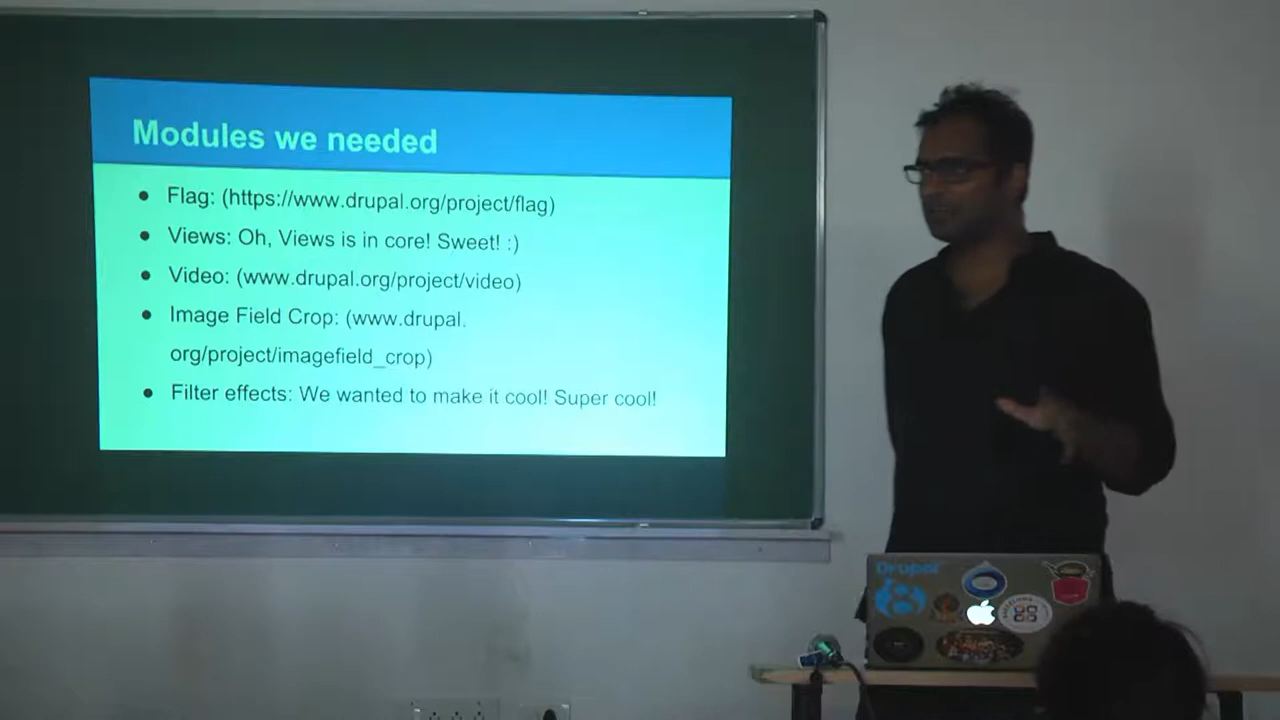 Modules we needed
● Flag: (https://www.drupal.org/project/flag)
● Views: Oh, Views is in core! Sweet! :)
● Video: (www.drupal.org/project/video)
● Image Field Crop: (www.drupal.
org/project/imagefield_crop)
● Filter effects: We wanted to make it cool! Super cool!
Drupal
8